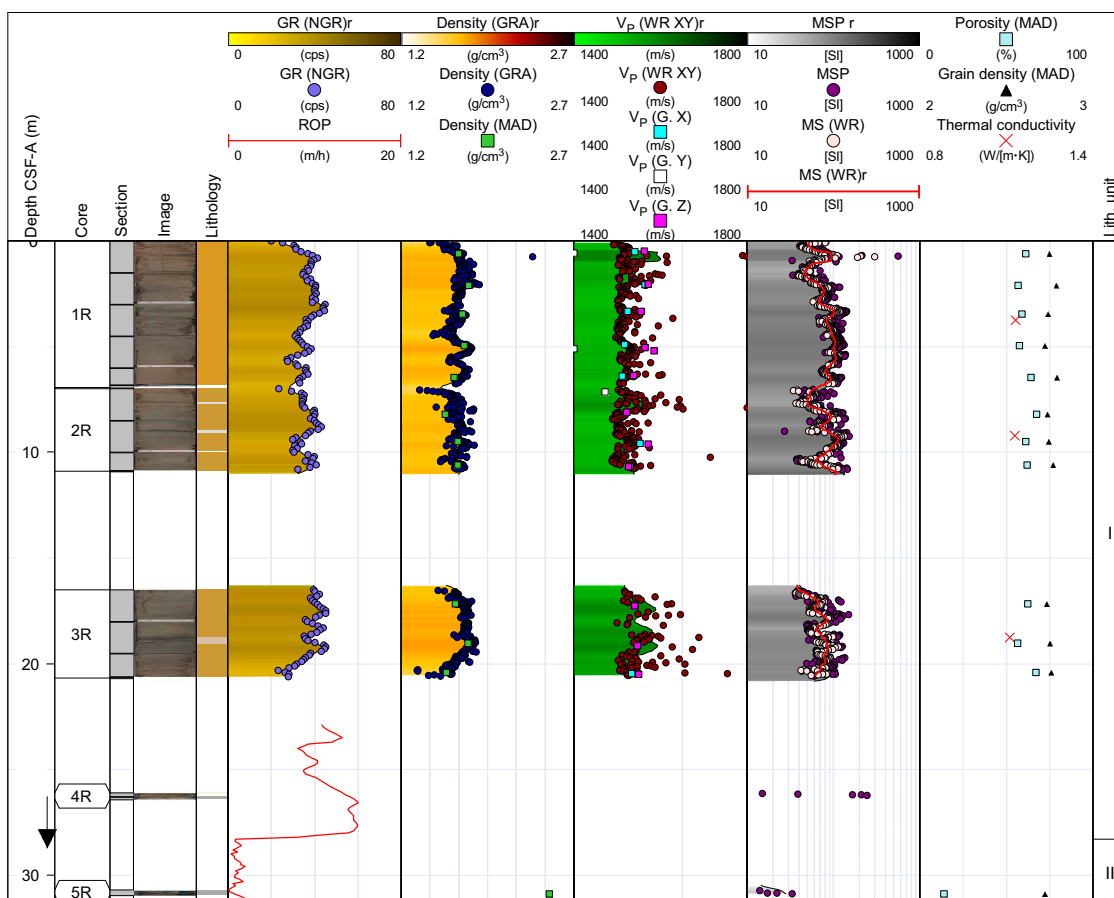 GR (NGR)r Density (GRA)r VP (WR XY)r MSP r Porosity (MAD)
0 (cps) 80 1.2 (g/cm3) 2.7 1400 (m/s) 1800 10 [SI] 1000 0 (%) 100
GR (NGR) Density (GRA) VP (WR XY) MSP Grain density (MAD)
0 (cps) 80 1.2 (g/cm3) 2.7 1400 (m/s) 1800 10 [SI] 1000 2 (g/cm3) 3
ROP Density (MAD) VP (G. X) MS (WR) Thermal conductivity
0 (m/h) 20 1.2 (g/cm3) 2.7 1400 (m/s) 1800 10 [SI] 1000 0.8 (W/[m·K]) 1.4
VP (G. Y) MS (WR)r
1400 (m/s) 1800 10 [SI] 1000
VP (G. Z)
1400 (m/s) 1800
Depth CSF-A (m) Core Section Image Lithology Lith. unit
0
1R
2R
10
I
3R
20
4R
30 II
5R